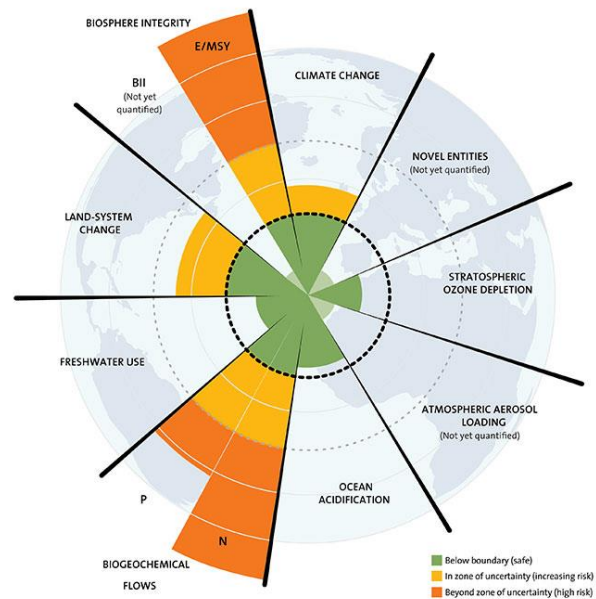 BIOSPHERE INTEGRITY
E/MSY
CLIMATE CHANGE
BII
(Not yet
quantified)
NOVEL ENTITIES
(Not yet quantified)
LAND-SYSTEM
CHANGE
STRATOSPHERIC
OZONE DEPLETION
FRESHWATER USE
ATMOSPHERIC AEROSOL
LOADING
(Not yet quantified)
P
OCEAN
ACIDIFICATION
N
BIOGEOCHEMICAL
FLOWS
Below boundary (safe)
In zone of uncertainty (increasing risk)
Beyond zone of uncertainty (high risk)